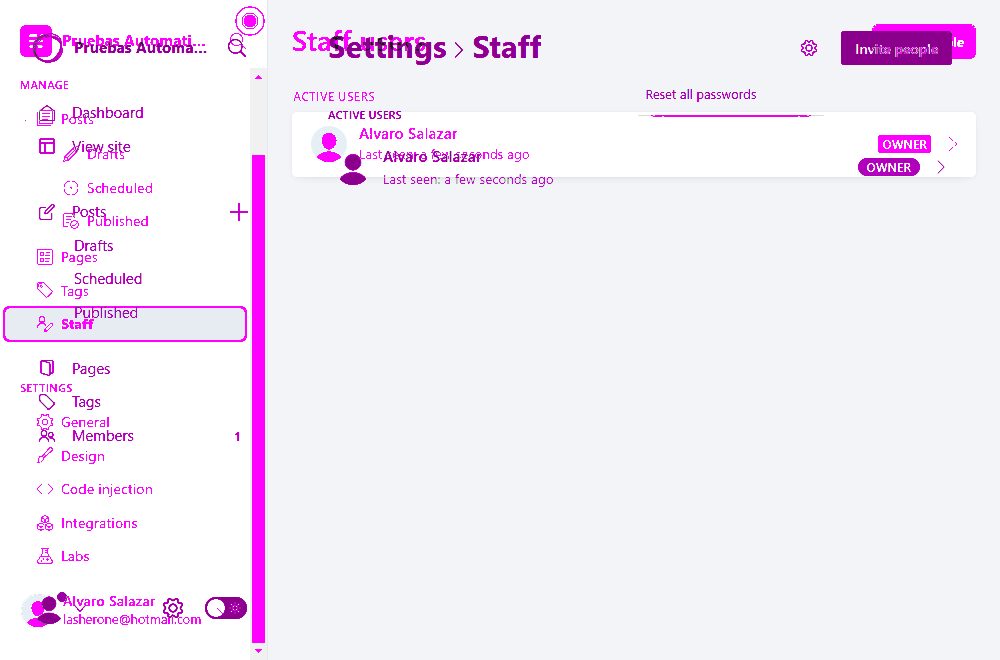 Pruebas Automati...
Pruebas Automa...
Staff users
Settings > Staff
Invite people
MANAGE
ACTIVE USERS
Reset all passwords
Posts
Dashboard
ACTIVE USERS
Alvaro Salazar
OWNER
View site
Drafts
Last seen: a few seconds ago
Alvaro Salazar
OWNER
Last seen: a few seconds ago
Scheduled
Posts
Published
Drafts
Pages
Scheduled
Tags
Published
Staff
Pages
SETTINGS
Tags
General
Members 1
Design
Code injection
Integrations
Labs
Alvaro Salazar
lasherone@hotmail.com